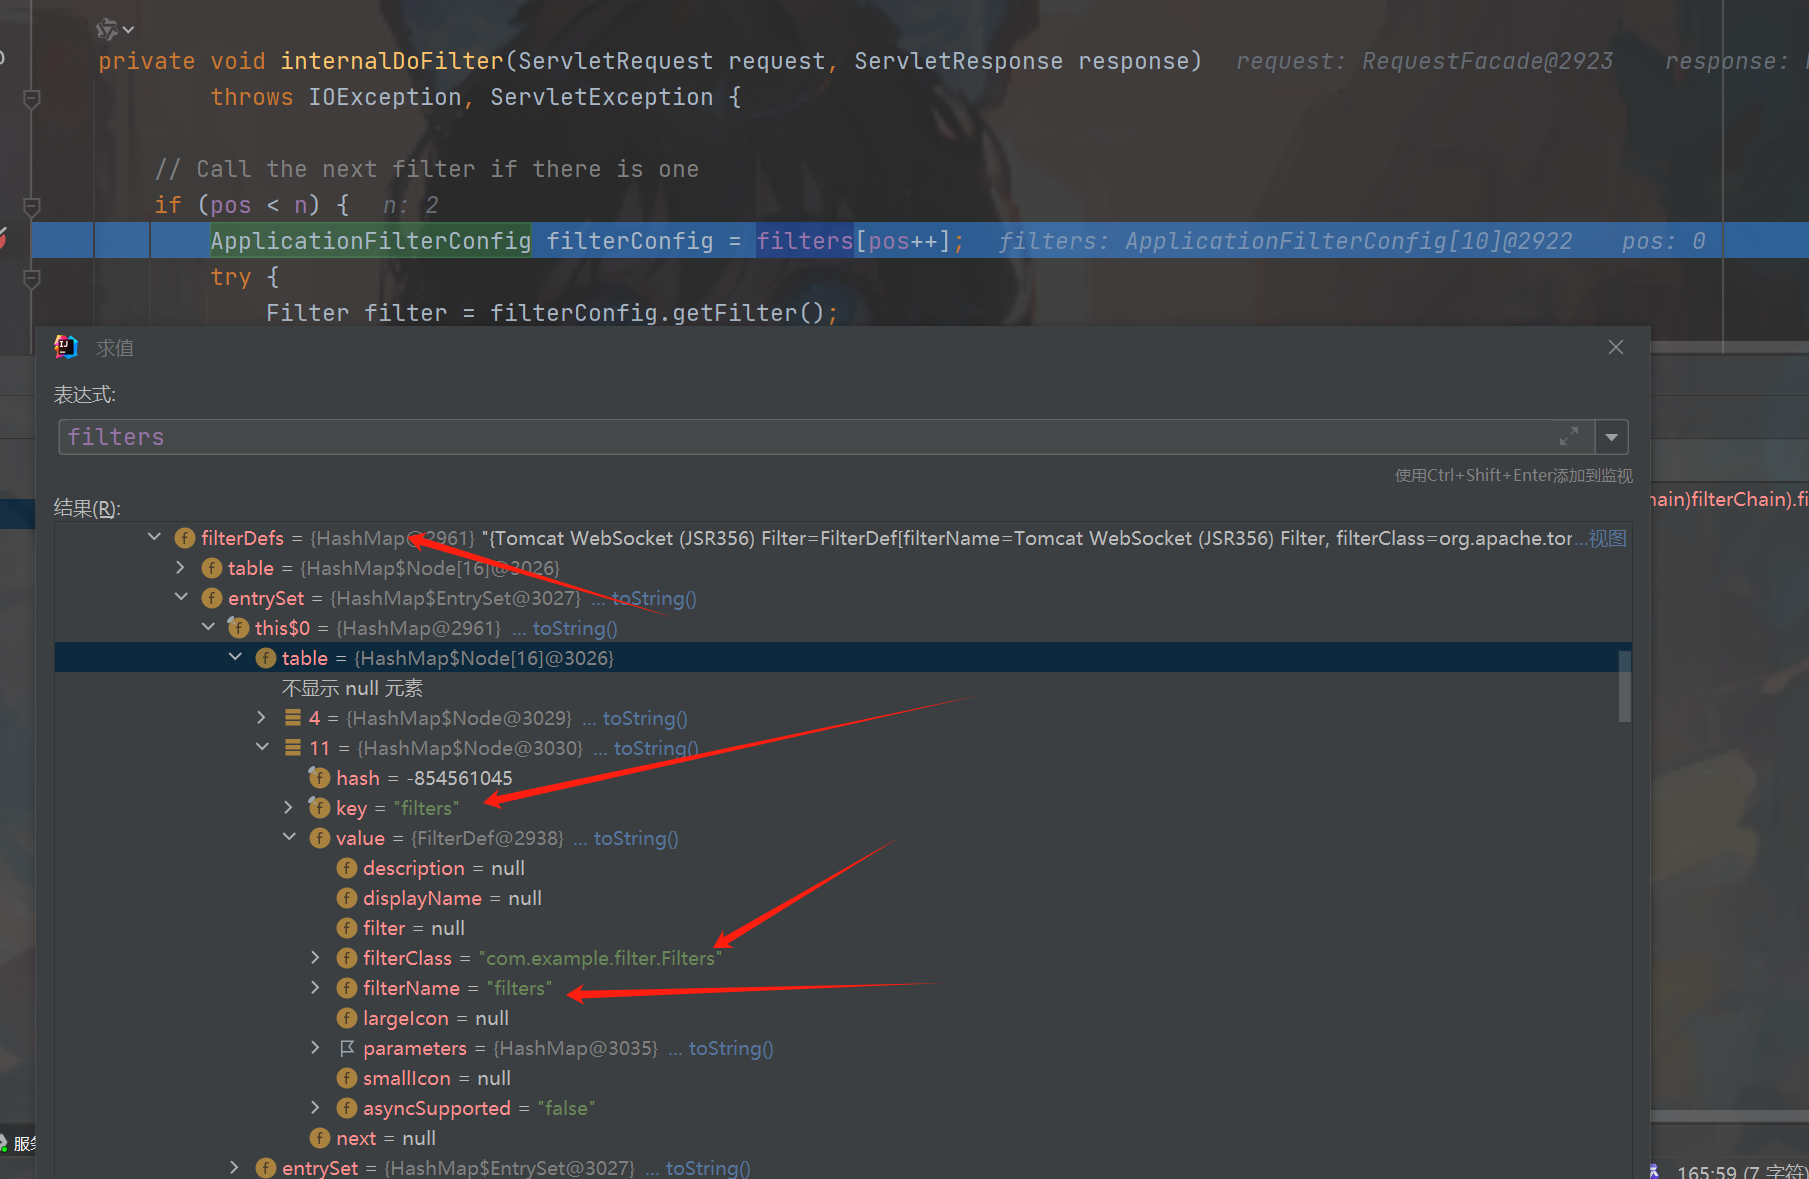 private void internalDoFilter(ServletRequest request, ServletResponse response) request: RequestFacade@2923 response:
throws IOException, ServletException {
// Call the next filter if there is one
if (pos < n) { n: 2
ApplicationFilterConfig filterConfig = filters[pos++]; filters: ApplicationFilterConfig[10]@2922 pos: 0
try {
Filter filter = filterConfig.getFilter();
求值
表达式:
filters
使用Ctrl+Shift+Enter添加到监视
结果(R):
ain)filterChain).fi
filterDefs = {HashMap@2961} "{Tomcat WebSocket (JSR356) Filter=FilterDef[filterName=Tomcat WebSocket (JSR356) Filter, filterClass=org.apache.tor ...视图
table = {HashMap$Node[16]@3026}
entrySet = {HashMap$EntrySet@3027} ... toString()
this$0 = {HashMap@2961} ... toString()
table = {HashMap$Node[16]@3026}
不显示 null 元素
4 = {HashMap$Node@3029} ... toString()
11 = {HashMap$Node@3030} ... toString()
hash = -854561045
key = "filters"
value = {FilterDef@2938} ... toString()
description = null
displayName = null
filter = null
filterClass = "com.example.filter.Filters"
filterName = "filters"
largeIcon = null
parameters = {HashMap@3035} ... toString()
smallIcon = null
asyncSupported = "false"
next = null
服务
entrySet = {HashMap$EntrySet@3027} ... toString()
165:59 (7 字符)